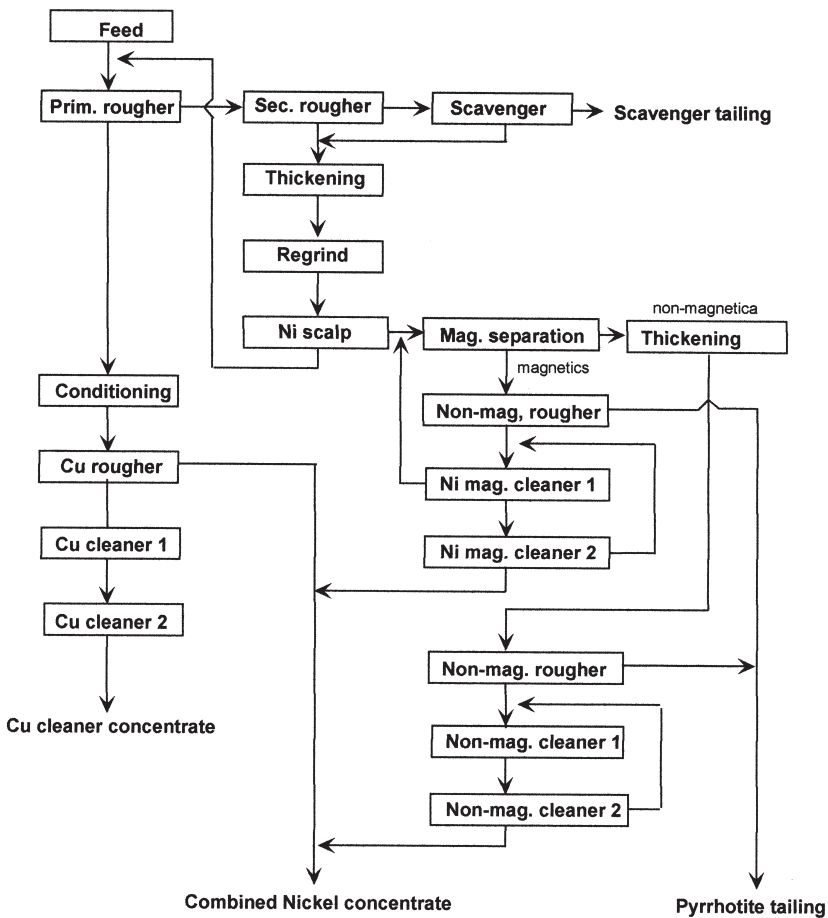 Feed
Prim. rougher
Sec. rougher
Scavenger
Scavenger tailing
Thickening
Regrind
Ni scalp
Mag. separation
non-magnetica
Thickening
magnetics
Conditioning
Non-mag, rougher
Cu rougher
Ni mag. cleaner 1
Cu cleaner 1
Ni mag. cleaner 2
Cu cleaner 2
Non-mag. rougher
Cu cleaner concentrate
Non-mag. cleaner 1
Non-mag. cleaner 2
Combined Nickel concentrate
Pyrrhotite tailing